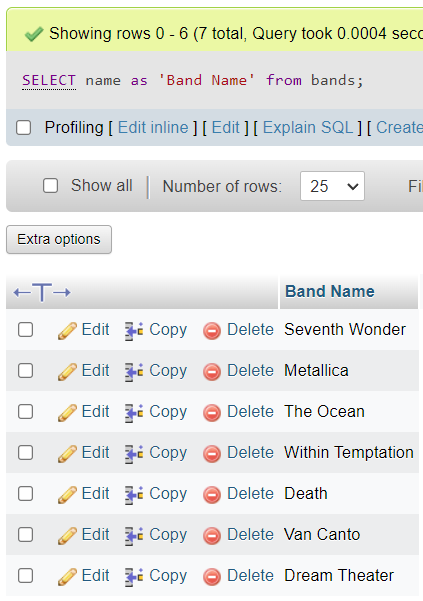 Showing rows 0 - 6 (7 total, Query took 0.0004 seco
SELECT name as 'Band Name' from bands;
Profiling [ Edit inline ] [ Edit ] [ Explain SQL ] [ Create
Show all | Number of rows: 25 Fil
Extra options
←T→ Band Name
Edit Copy Delete Seventh Wonder
Edit Copy Delete Metallica
Edit Copy Delete The Ocean
Edit Copy Delete Within Temptation
Edit Copy Delete Death
Edit Copy Delete Van Canto
Edit Copy Delete Dream Theater